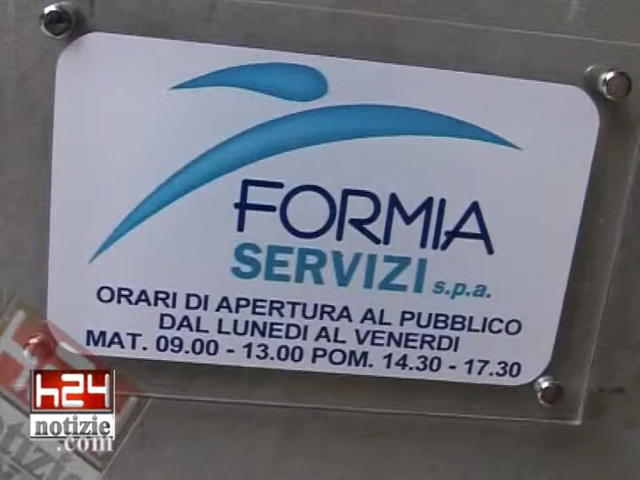 FORMIA
SERVIZI s.p.a.
ORARI DI APERTURA AL PUBBLICO
DAL LUNEDI AL VENERDI
MAT. 09.00 - 13.00 POM. 14.30 - 17.30
h24
notizie
.com